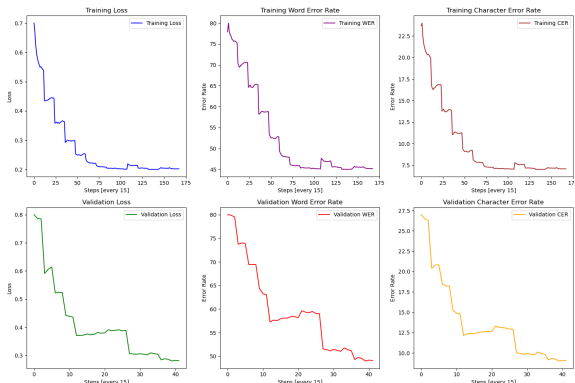 Training Loss
Training Word Error Rate
Training Character Error Rate
Training Loss
Training WER
Training CER
Loss
Error Rate
Error Rate
0.7
0.6
0.5
0.4
0.3
0.2
80
75
70
65
60
55
50
45
22.5
20.0
17.5
15.0
12.5
10.0
7.5
0 25 50 75 100 125 150 175
0 25 50 75 100 125 150 175
0 25 50 75 100 125 150 175
Steps [every 15]
Steps [every 15]
Steps [every 15]
Validation Loss
Validation Word Error Rate
Validation Character Error Rate
Validation Loss
Validation WER
Validation CER
Loss
Error Rate
Error Rate
0.8
0.7
0.6
0.5
0.4
0.3
80
75
70
65
60
55
50
27.5
25.0
22.5
20.0
17.5
15.0
12.5
10.0
0 10 20 30 40
0 10 20 30 40
0 10 20 30 40
Steps [every 15]
Steps [every 15]
Steps [every 15]